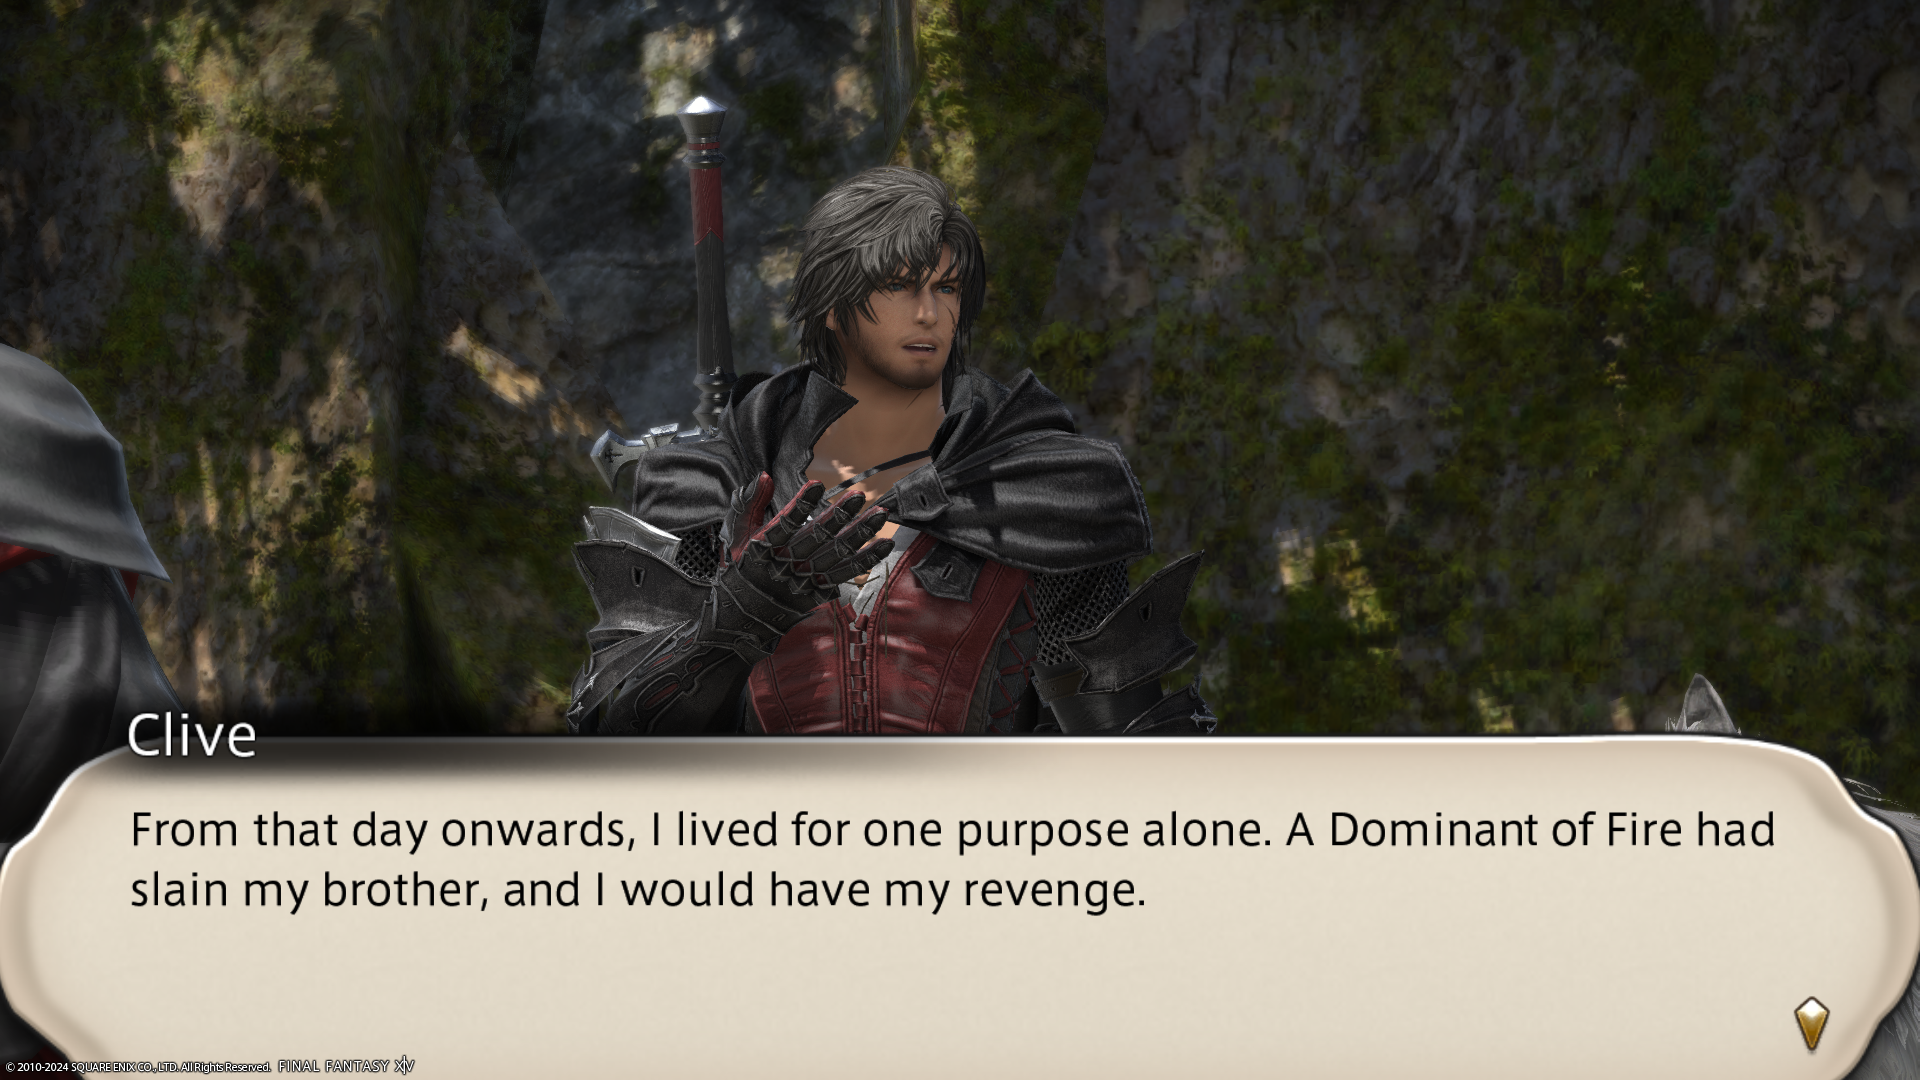 Clive
From that day onwards, I lived for one purpose alone. A Dominant of Fire had
slain my brother, and I would have my revenge.
© 2010-2024 SQUARE ENIX CO., LTD. All Rights Reserved. FINAL FANTASY XIV